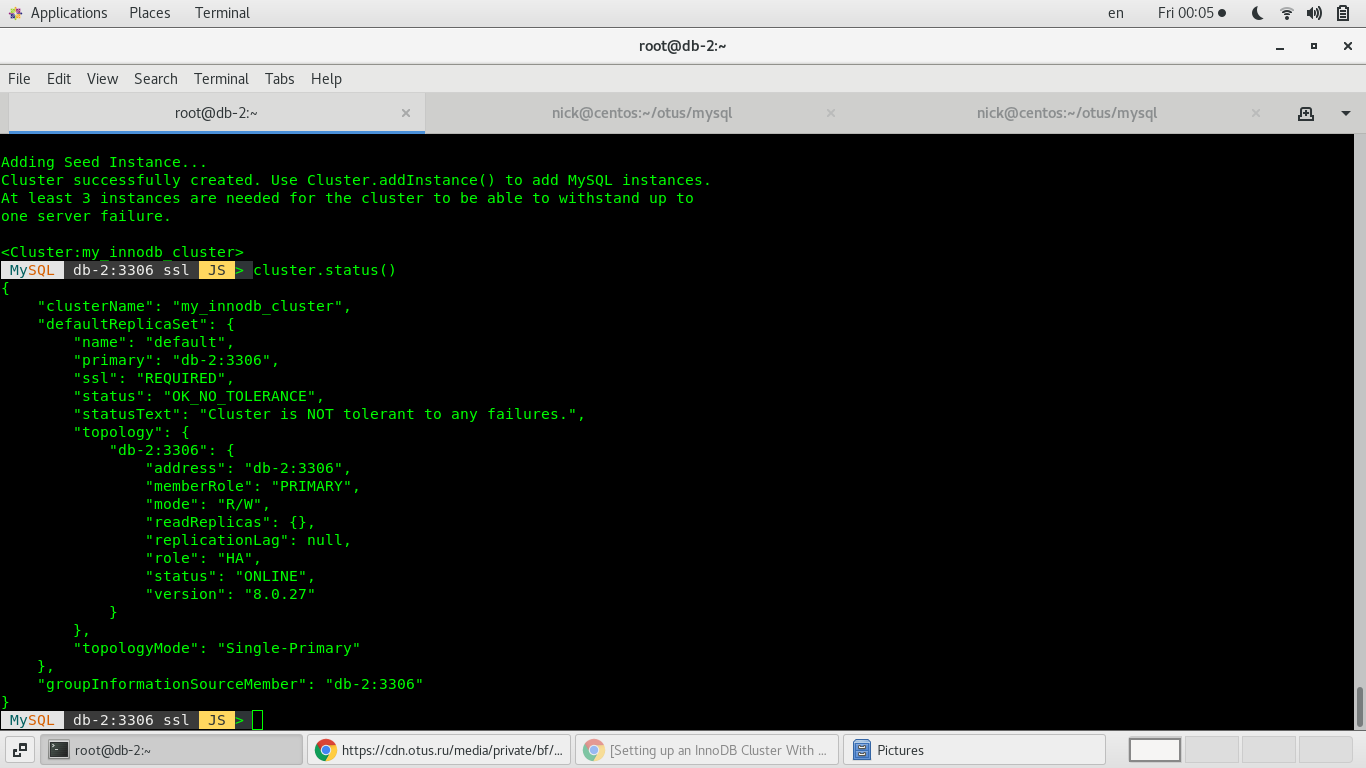 Applications Places Terminal en Fri 00:05
root@db-2:~
File Edit View Search Terminal Tabs Help
root@db-2:~ nick@centos:~/otus/mysql nick@centos:~/otus/mysql
Adding Seed Instance...
Cluster successfully created. Use Cluster.addInstance() to add MySQL instances.
At least 3 instances are needed for the cluster to be able to withstand up to
one server failure.
<Cluster:my_innodb_cluster>
MySQL db-2:3306 ssl JS > cluster.status()
{
    "clusterName": "my_innodb_cluster",
    "defaultReplicaSet": {
        "name": "default",
        "primary": "db-2:3306",
        "ssl": "REQUIRED",
        "status": "OK_NO_TOLERANCE",
        "statusText": "Cluster is NOT tolerant to any failures.",
        "topology": {
            "db-2:3306": {
                "address": "db-2:3306",
                "memberRole": "PRIMARY",
                "mode": "R/W",
                "readReplicas": {},
                "replicationLag": null,
                "role": "HA",
                "status": "ONLINE",
                "version": "8.0.27"
            }
        },
        "topologyMode": "Single-Primary"
    },
    "groupInformationSourceMember": "db-2:3306"
}
MySQL db-2:3306 ssl JS >
root@db-2:~ https://cdn.otus.ru/media/private/bf/... [Setting up an InnoDB Cluster With ... Pictures